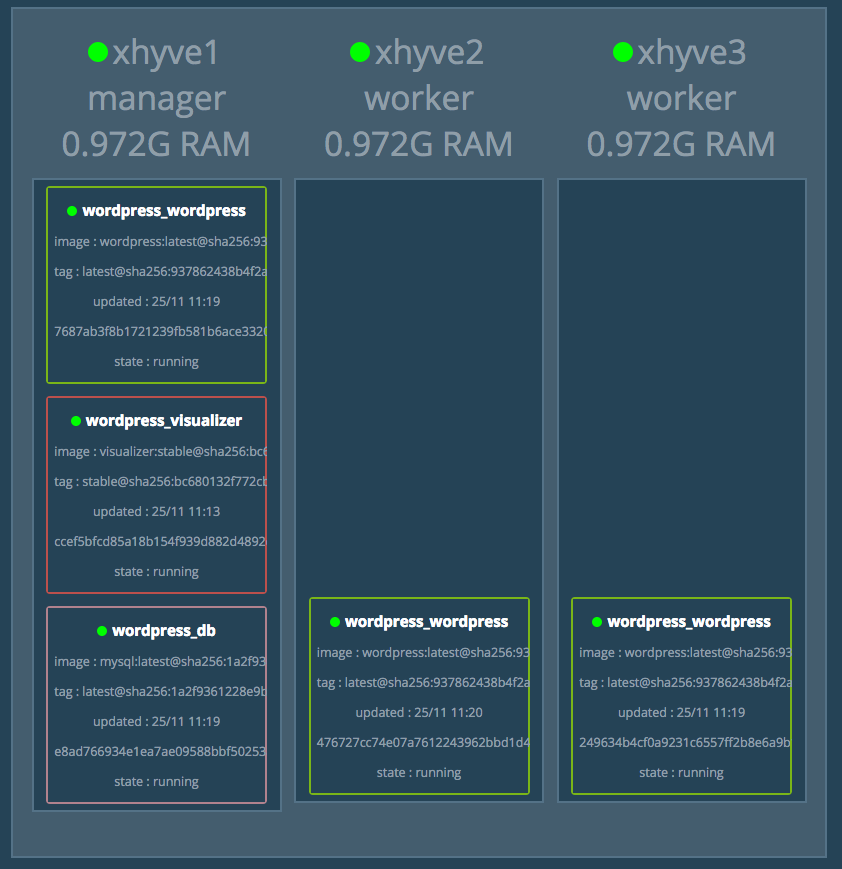 xhyve1
manager
0.972G RAM
wordpress_wordpress
image : wordpress:latest@sha256:93
tag : latest@sha256:937862438b4f2a
updated : 25/11 11:19
7687ab3f8b1721239fb581b6ace3320
state : running
wordpress_visualizer
image : visualizer:stable@sha256:bc6
tag : stable@sha256:bc680132f772cb
updated : 25/11 11:13
ccef5bfcd85a18b154f939d882d4892
state : running
wordpress_db
image : mysql:latest@sha256:1a2f93
tag : latest@sha256:1a2f9361228e9b
updated : 25/11 11:19
e8ad766934e1ea7ae09588bbf50253
state : running
xhyve2
worker
0.972G RAM
wordpress_wordpress
image : wordpress:latest@sha256:93
tag : latest@sha256:937862438b4f2a
updated : 25/11 11:20
476727cc74e07a7612243962bbd1d4
state : running
xhyve3
worker
0.972G RAM
wordpress_wordpress
image : wordpress:latest@sha256:93
tag : latest@sha256:937862438b4f2a
updated : 25/11 11:19
249634b4cf0a9231c6557ff2b8e6a9b
state : running